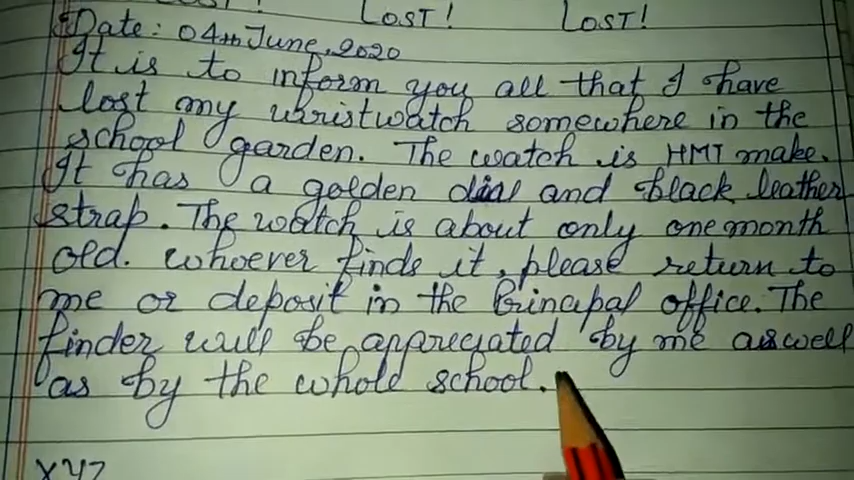 LOST! LOST! LOST!
Date: 04th June, 2020
It is to inform you all that I have
lost my wristwatch somewhere in the
school garden. The watch is HMT make.
It has a golden dial and black leather
strap. The watch is about only one month
old. whoever finds it, please return to
me or deposit in the Principal office. The
finder will be appreciated by me aswell
as by the whole school.
XYZ